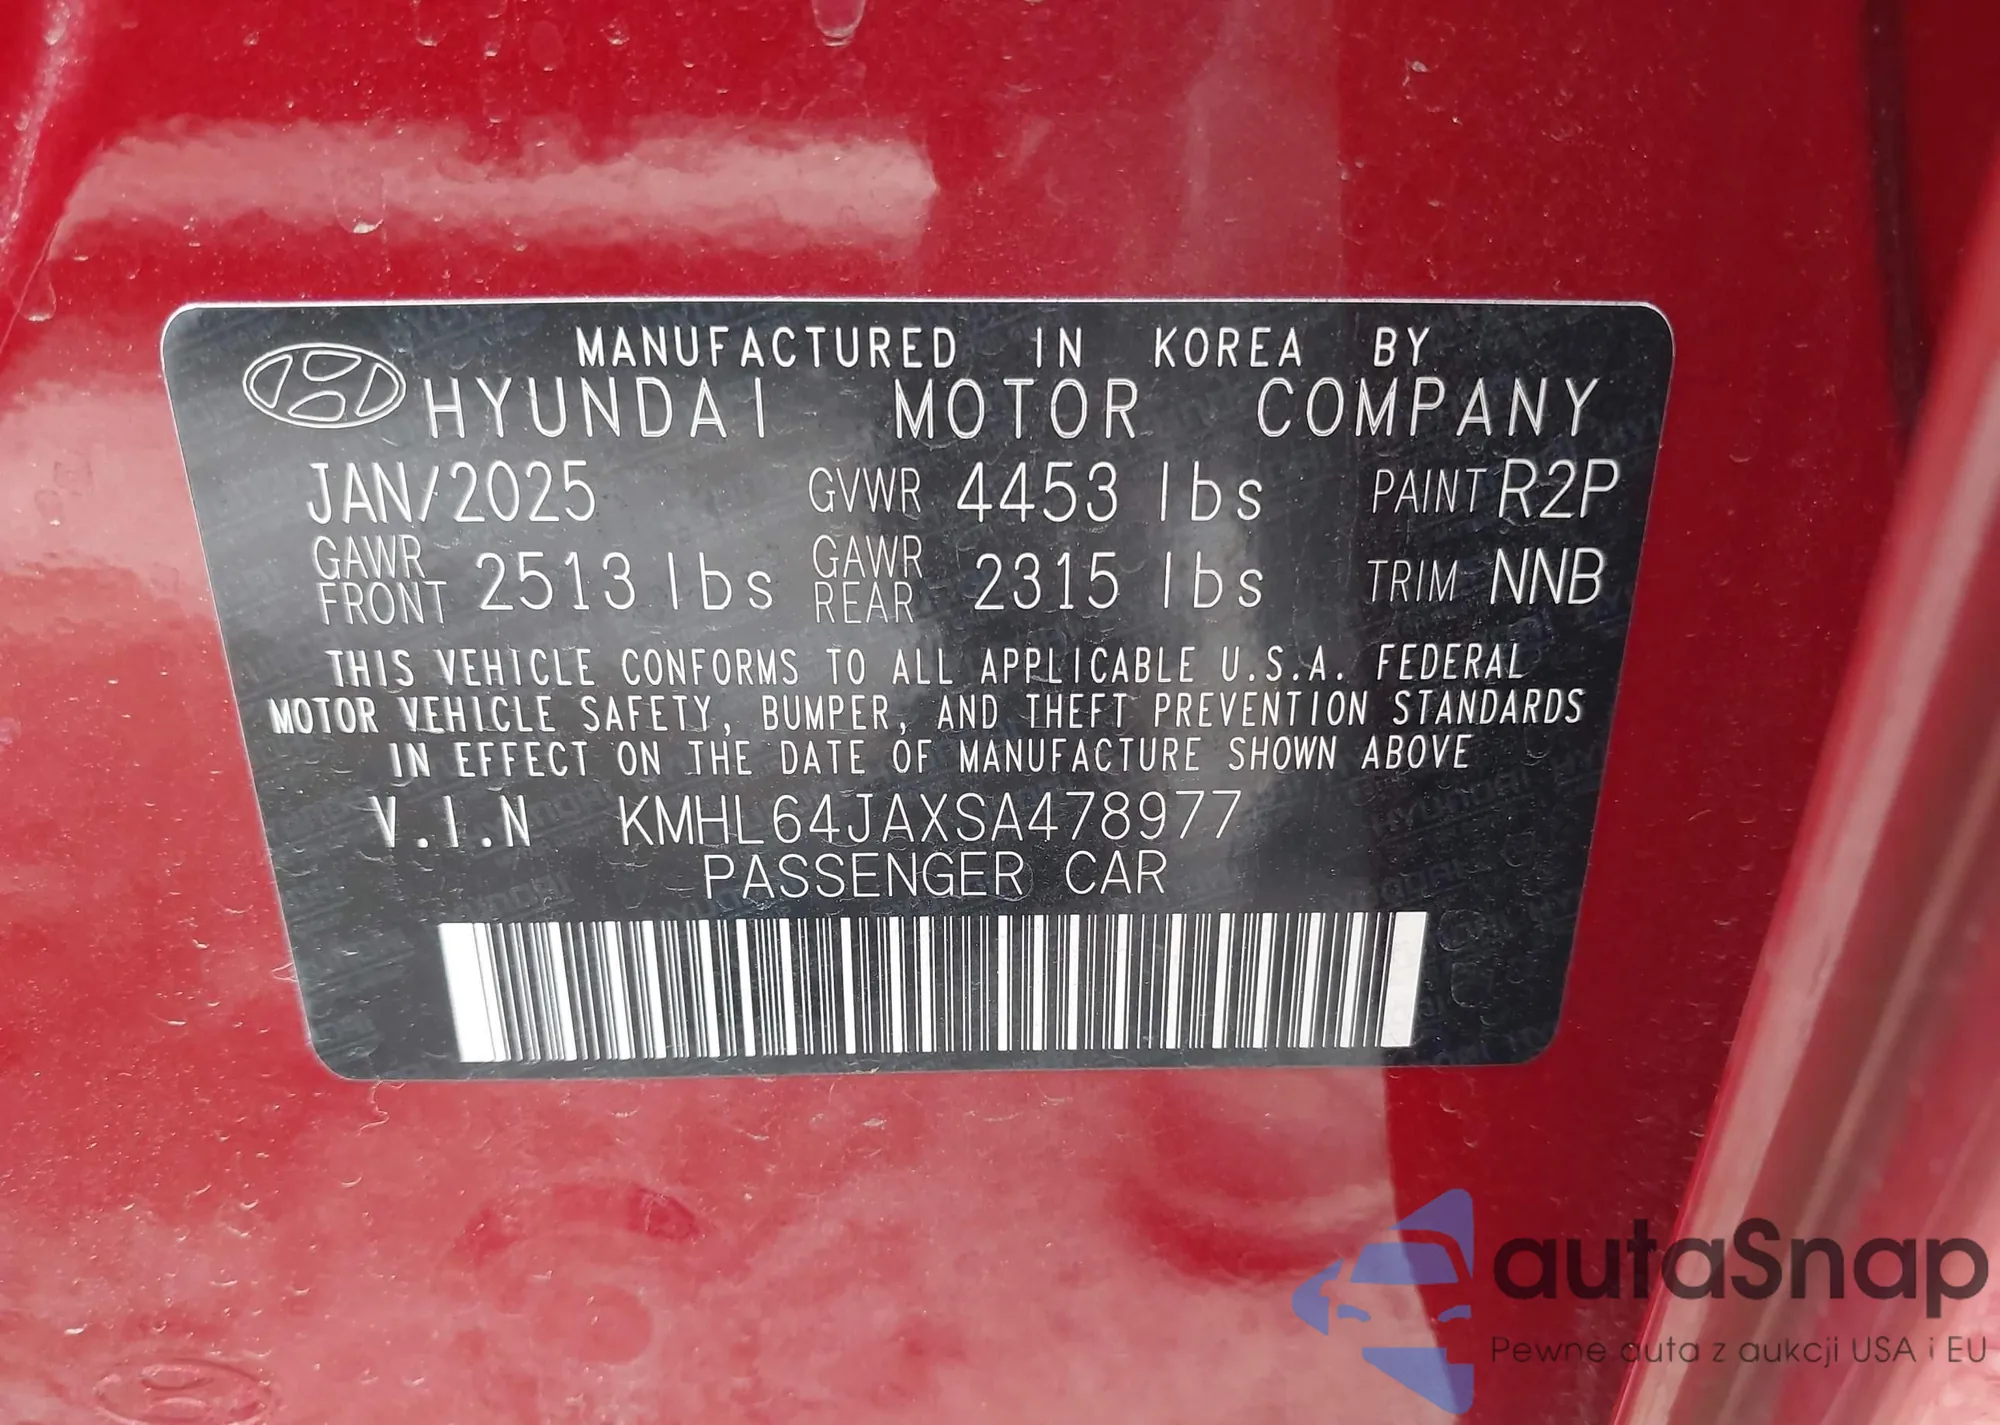 MANUFACTURED IN KOREA BY
HYUNDAI MOTOR COMPANY
JAN/2025 GVWR 4453 lbs PAINT R2P
GAWR FRONT 2513 lbs GAWR REAR 2315 lbs TRIM NNB
THIS VEHICLE CONFORMS TO ALL APPLICABLE U.S.A. FEDERAL
MOTOR VEHICLE SAFETY, BUMPER, AND THEFT PREVENTION STANDARDS
IN EFFECT ON THE DATE OF MANUFACTURE SHOWN ABOVE
V.I.N KMHL64JAXSA478977
PASSENGER CAR
autaSnap
Pewne auta z aukcji USA i EU